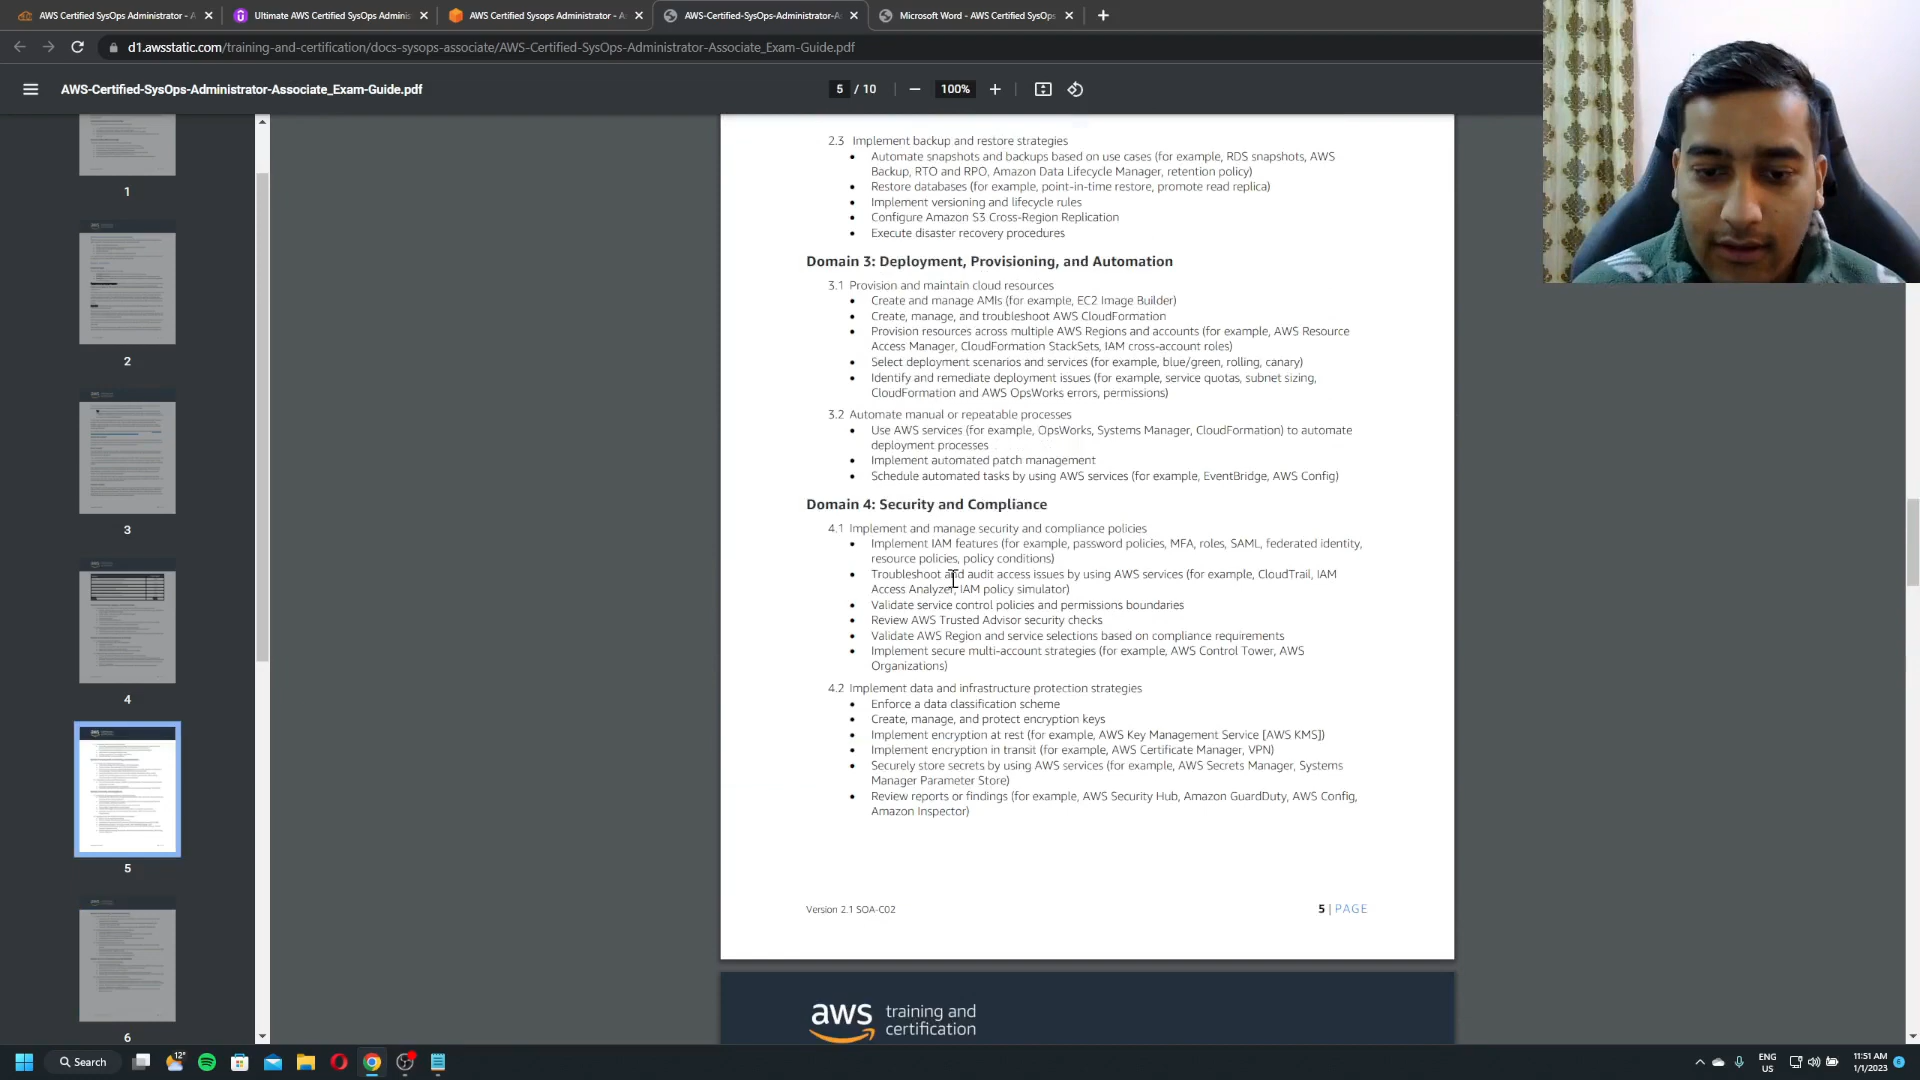 AWS Certified SysOps Administrator - A
Ultimate AWS Certified SysOps Adminis
AWS Certified Sysops Administrator - A
AWS-Certified-SysOps-Administrator-A
Microsoft Word - AWS Certified SysOps
d1.awsstatic.com/training-and-certification/docs-sysops-associate/AWS-Certified-SysOps-Administrator-Associate_Exam-Guide.pdf
AWS-Certified-SysOps-Administrator-Associate_Exam-Guide.pdf
5 / 10
100%
1
2
3
4
5
6
2.3 Implement backup and restore strategies
• Automate snapshots and backups based on use cases (for example, RDS snapshots, AWS
Backup, RTO and RPO, Amazon Data Lifecycle Manager, retention policy)
• Restore databases (for example, point-in-time restore, promote read replica)
• Implement versioning and lifecycle rules
• Configure Amazon S3 Cross-Region Replication
• Execute disaster recovery procedures
Domain 3: Deployment, Provisioning, and Automation
3.1 Provision and maintain cloud resources
• Create and manage AMIs (for example, EC2 Image Builder)
• Create, manage, and troubleshoot AWS CloudFormation
• Provision resources across multiple AWS Regions and accounts (for example, AWS Resource
Access Manager, CloudFormation StackSets, IAM cross-account roles)
• Select deployment scenarios and services (for example, blue/green, rolling, canary)
• Identify and remediate deployment issues (for example, service quotas, subnet sizing,
CloudFormation and AWS OpsWorks errors, permissions)
3.2 Automate manual or repeatable processes
• Use AWS services (for example, OpsWorks, Systems Manager, CloudFormation) to automate
deployment processes
• Implement automated patch management
• Schedule automated tasks by using AWS services (for example, EventBridge, AWS Config)
Domain 4: Security and Compliance
4.1 Implement and manage security and compliance policies
• Implement IAM features (for example, password policies, MFA, roles, SAML, federated identity,
resource policies, policy conditions)
• Troubleshoot and audit access issues by using AWS services (for example, CloudTrail, IAM
Access Analyzer, IAM policy simulator)
• Validate service control policies and permissions boundaries
• Review AWS Trusted Advisor security checks
• Validate AWS Region and service selections based on compliance requirements
• Implement secure multi-account strategies (for example, AWS Control Tower, AWS
Organizations)
4.2 Implement data and infrastructure protection strategies
• Enforce a data classification scheme
• Create, manage, and protect encryption keys
• Implement encryption at rest (for example, AWS Key Management Service [AWS KMS])
• Implement encryption in transit (for example, AWS Certificate Manager, VPN)
• Securely store secrets by using AWS services (for example, AWS Secrets Manager, Systems
Manager Parameter Store)
• Review reports or findings (for example, AWS Security Hub, Amazon GuardDuty, AWS Config,
Amazon Inspector)
Version 2.1 SOA-C02
5 | PAGE
aws training and
certification
Search
12°
ENG
US
11:51 AM
1/1/2023
6